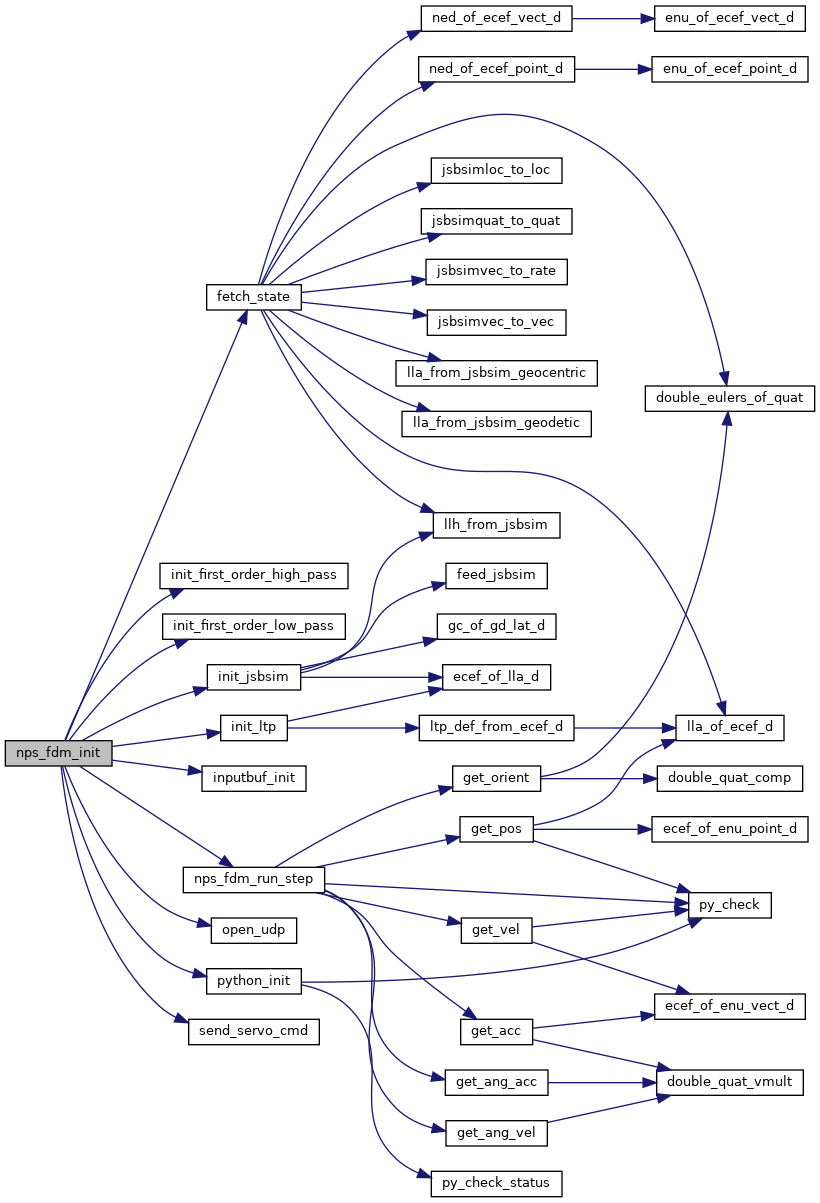 ned_of_ecef_vect_d
enu_of_ecef_vect_d
ned_of_ecef_point_d
enu_of_ecef_point_d
jsbsimloc_to_loc
jsbsimquat_to_quat
jsbsimvec_to_rate
fetch_state
jsbsimvec_to_vec
lla_from_jsbsim_geocentric
double_eulers_of_quat
lla_from_jsbsim_geodetic
llh_from_jsbsim
init_first_order_high_pass
feed_jsbsim
init_first_order_low_pass
gc_of_gd_lat_d
init_jsbsim
ecef_of_lla_d
init_ltp
ltp_def_from_ecef_d
lla_of_ecef_d
nps_fdm_init
inputbuf_init
get_orient
double_quat_comp
get_pos
ecef_of_enu_point_d
nps_fdm_run_step
py_check
open_udp
get_vel
python_init
ecef_of_enu_vect_d
send_servo_cmd
get_acc
get_ang_acc
double_quat_vmult
get_ang_vel
py_check_status